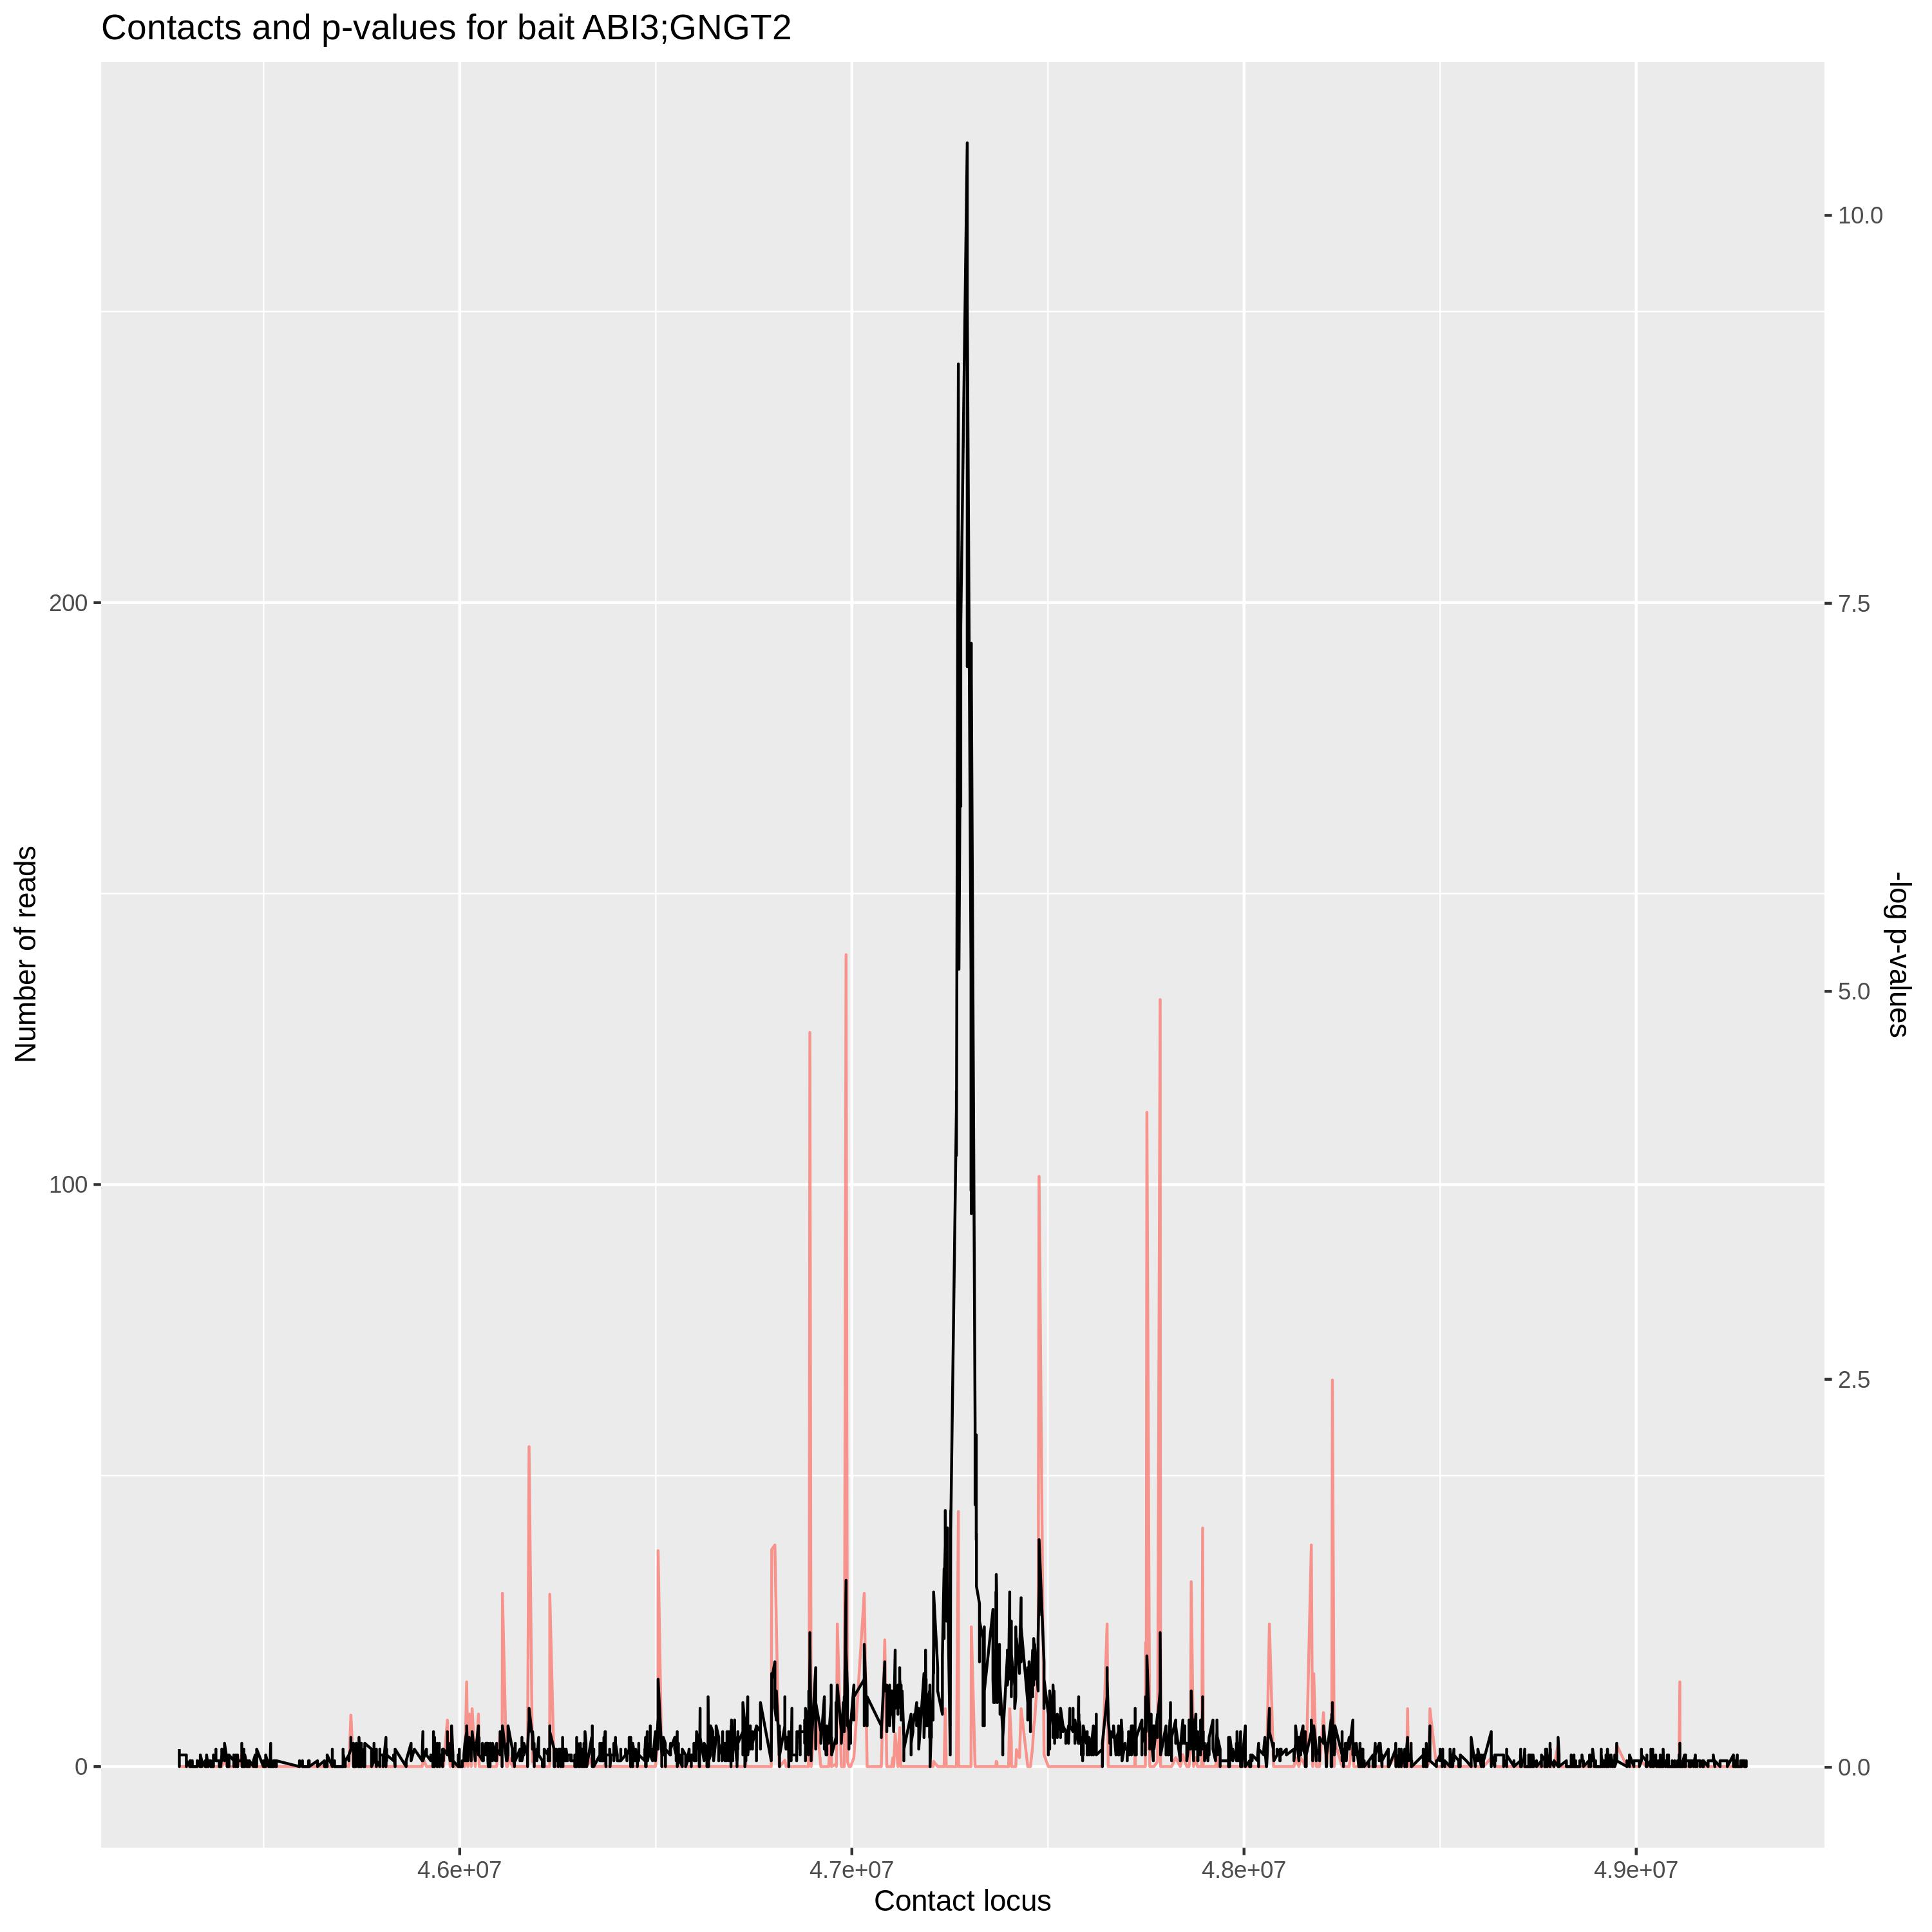 Contacts and p-values for bait ABI3;GNGT2
Number of reads
200
100
0
10.0
7.5
5.0
2.5
0.0
-log p-values
4.6e+07
4.7e+07
4.8e+07
4.9e+07
Contact locus